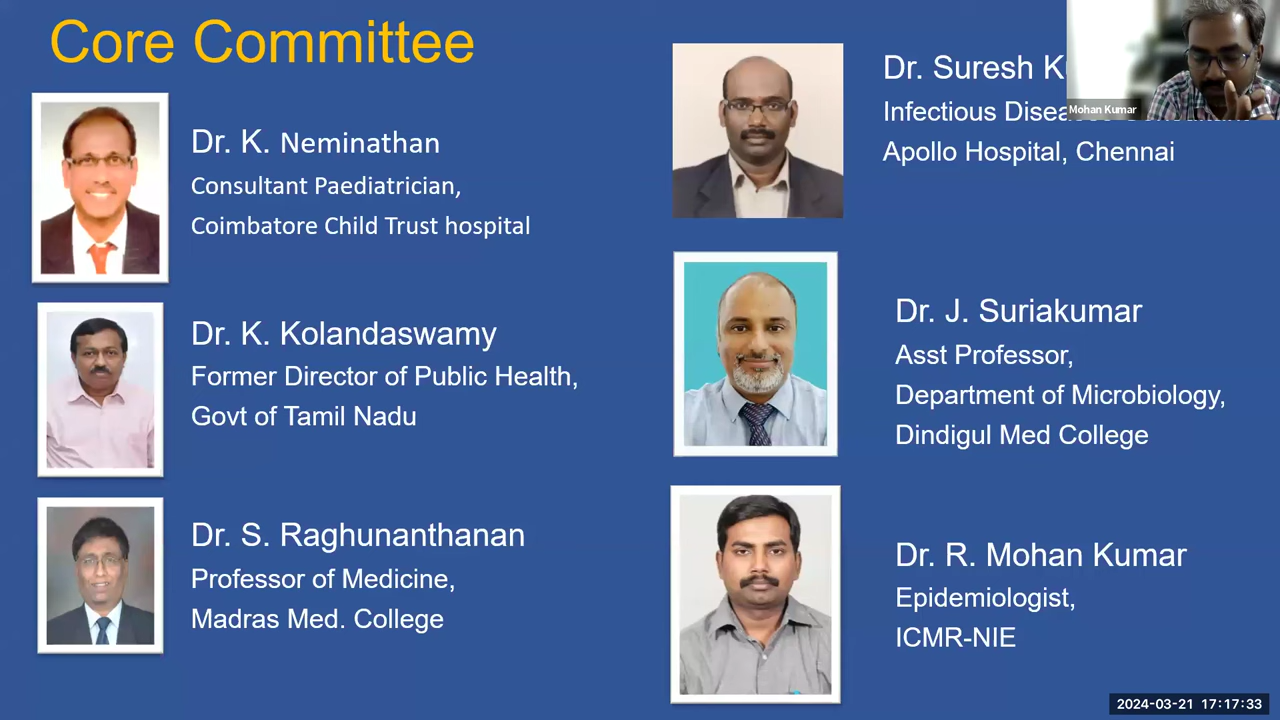 Core Committee
Dr. K. Neminathan
Consultant Paediatrician,
Coimbatore Child Trust hospital
Dr. K. Kolandaswamy
Former Director of Public Health,
Govt of Tamil Nadu
Dr. S. Raghunanthanan
Professor of Medicine,
Madras Med. College
Dr. Suresh
Infectious
Apollo Hospital, Chennai
Dr. J. Suriakumar
Asst Professor,
Department of Microbiology,
Dindigul Med College
Dr. R. Mohan Kumar
Epidemiologist,
ICMR-NIE
Mohan Kumar
2024-03-21 17:17:33